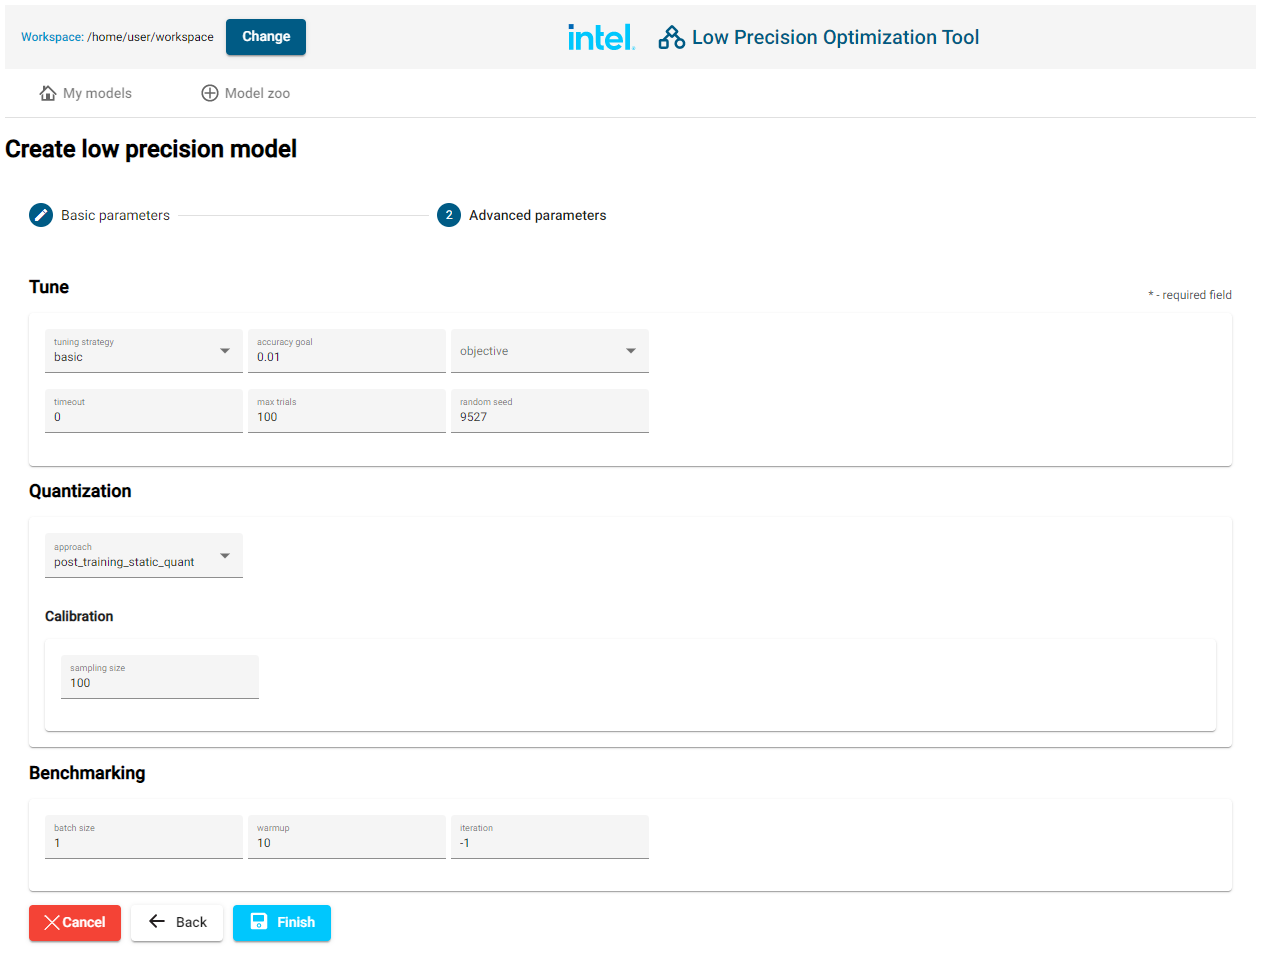 Workspace: /home/user/workspace
Change
intel.
Low Precision Optimization Tool
My models
Model zoo
Create low precision model
Basic parameters
2
Advanced parameters
Tune
* - required field
tuning strategy
basic
accuracy goal
0.01
objective
timeout
0
max trials
100
random seed
9527
Quantization
approach
post_training_static_quant
Calibration
sampling size
100
Benchmarking
batch size
1
warmup
10
iteration
-1
Cancel
Back
Finish